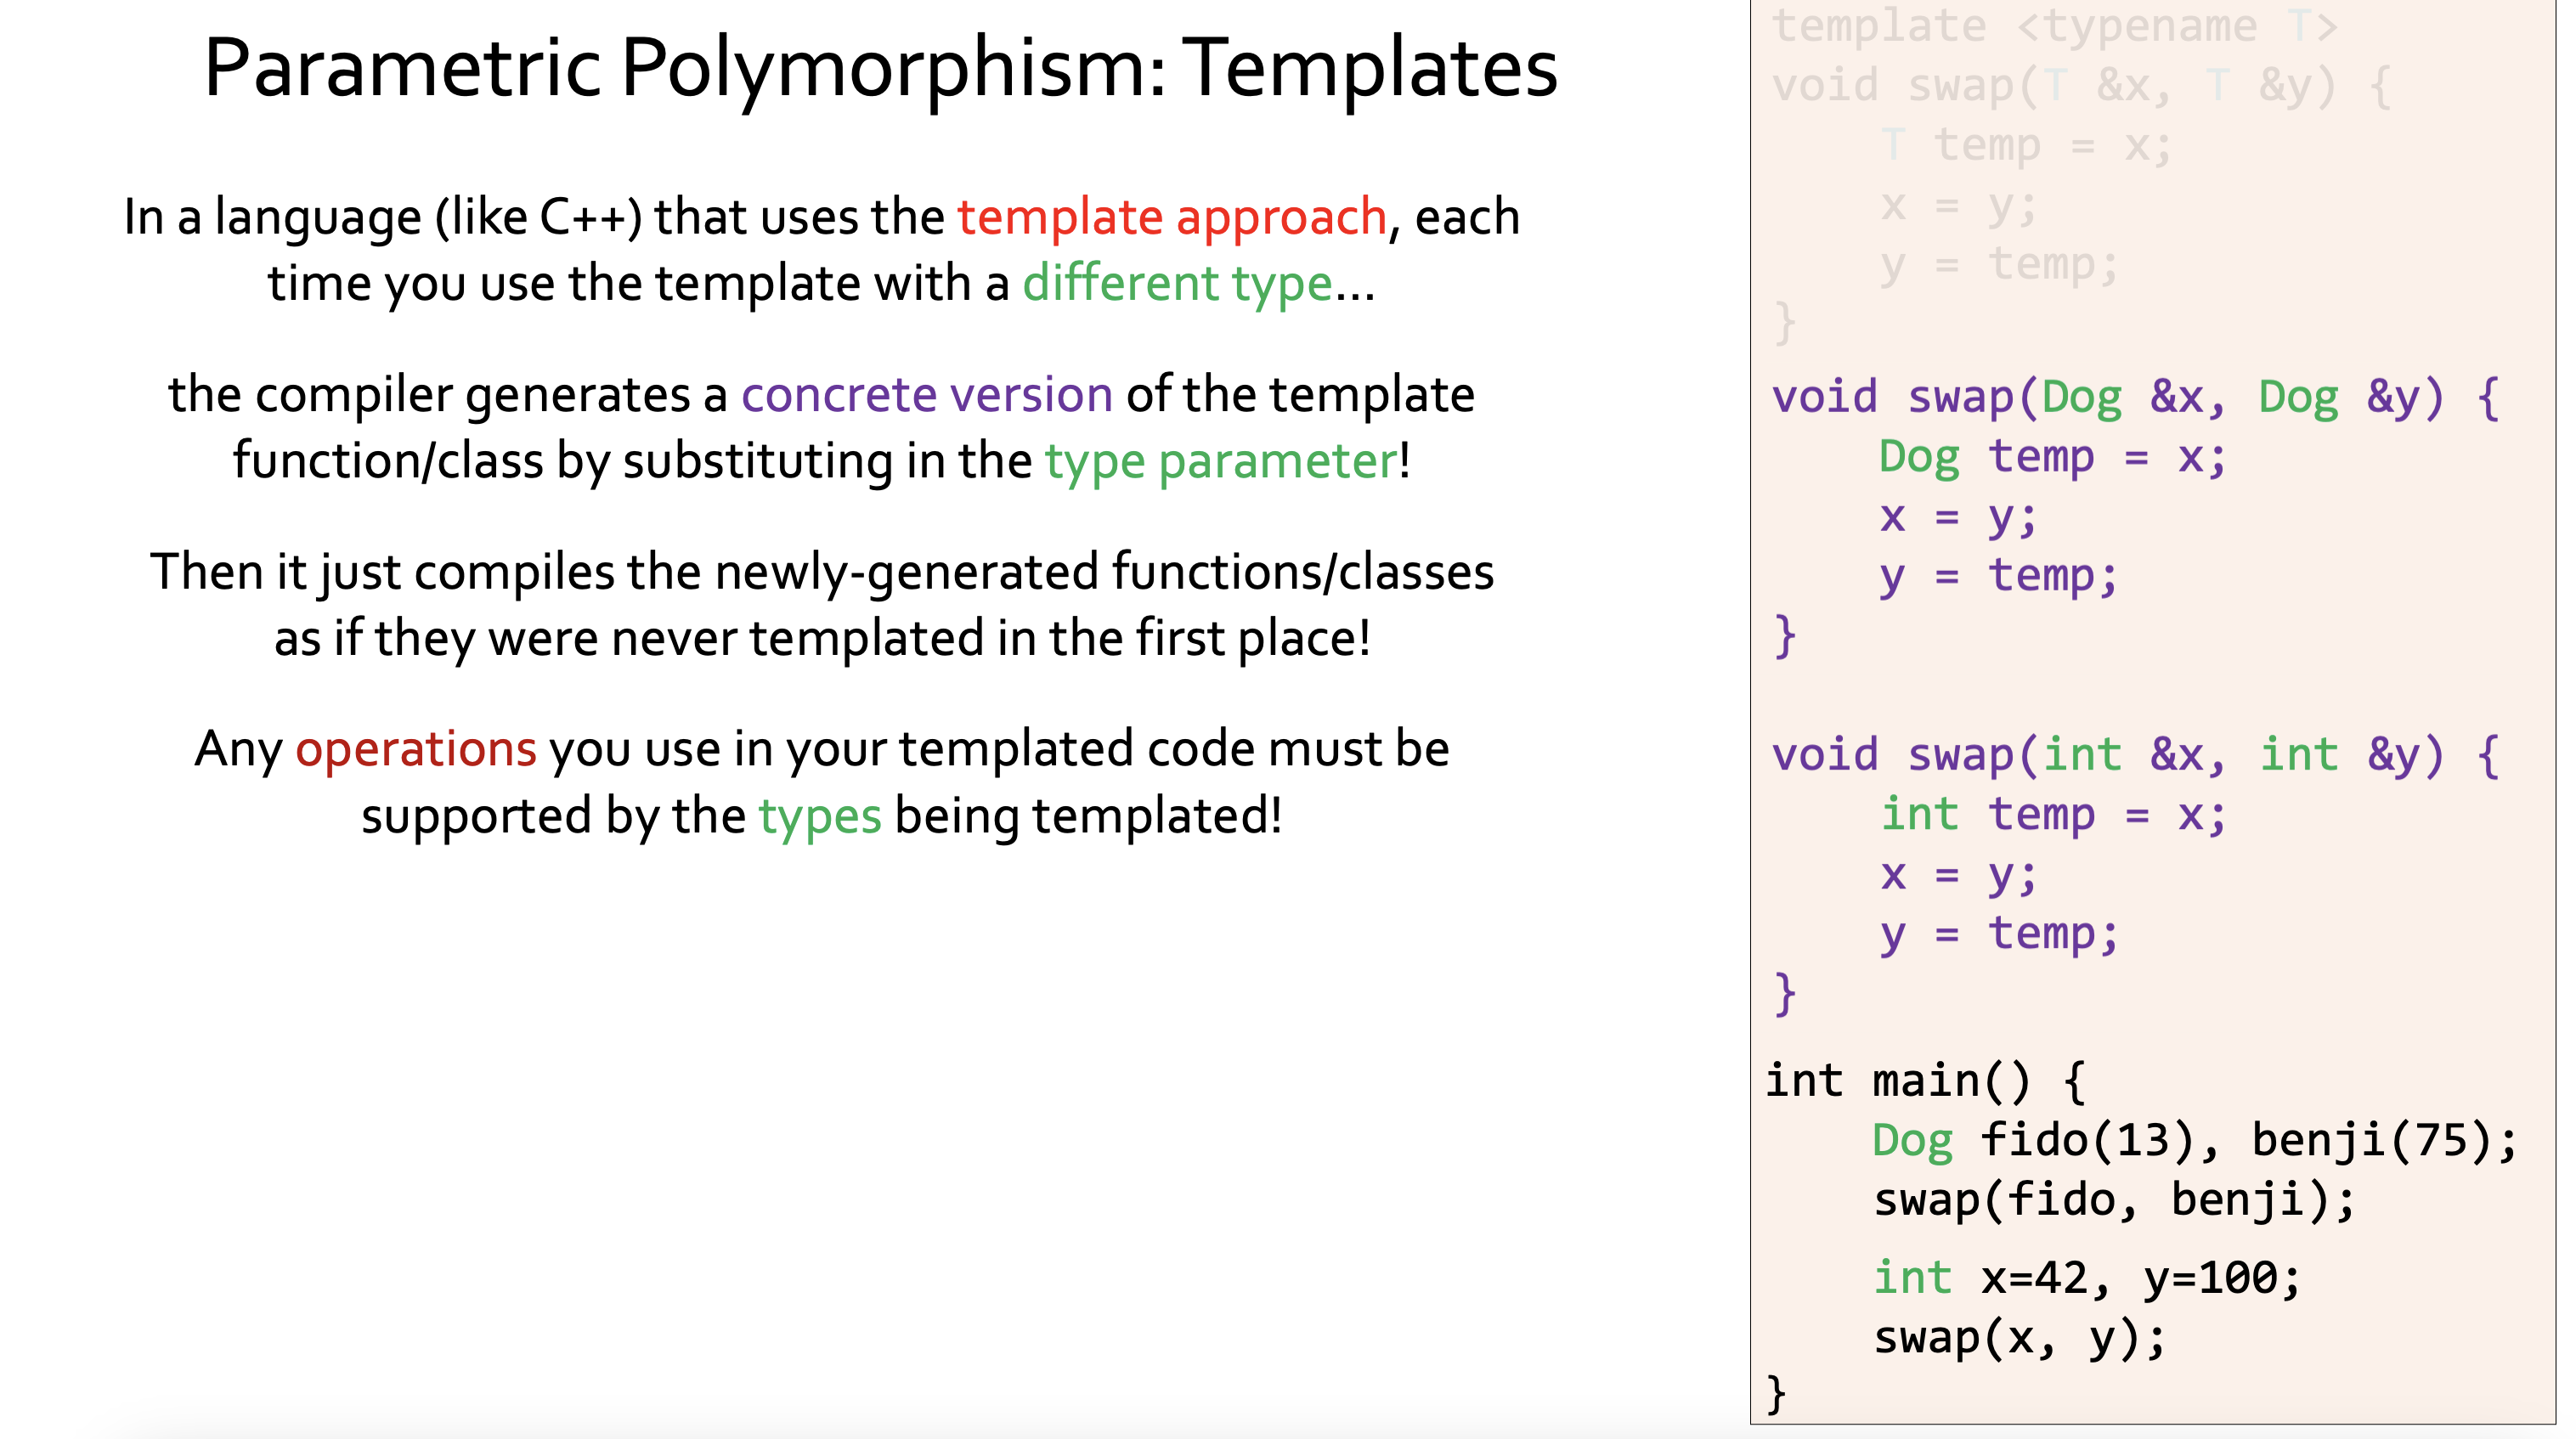 Parametric Polymorphism: Templates
In a language (like C++) that uses the template approach, each
time you use the template with a different type...
the compiler generates a concrete version of the template
function/class by substituting in the type parameter!
Then it just compiles the newly-generated functions/classes
as if they were never templated in the first place!
Any operations you use in your templated code must be
supported by the types being templated!
template <typename T>
void swap(T &x, T &y) {
    T temp = x;
    x = y;
    y = temp;
}
void swap(Dog &x, Dog &y) {
    Dog temp = x;
    x = y;
    y = temp;
}
void swap(int &x, int &y) {
    int temp = x;
    x = y;
    y = temp;
}
int main() {
    Dog fido(13), benji(75);
    swap(fido, benji);
    int x=42, y=100;
    swap(x, y);
}